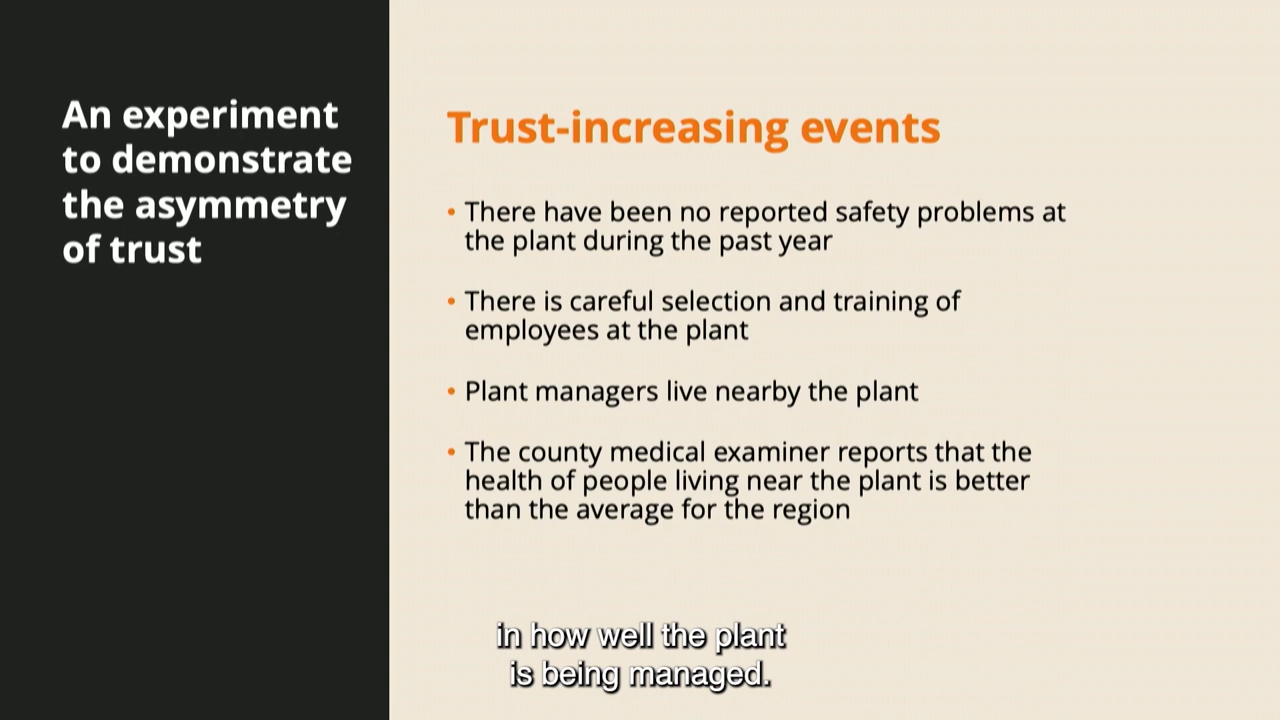 An experiment
to demonstrate
the asymmetry
of trust
Trust-increasing events
• There have been no reported safety problems at
the plant during the past year
• There is careful selection and training of
employees at the plant
• Plant managers live nearby the plant
• The county medical examiner reports that the
health of people living near the plant is better
than the average for the region
in how well the plant
is being managed.